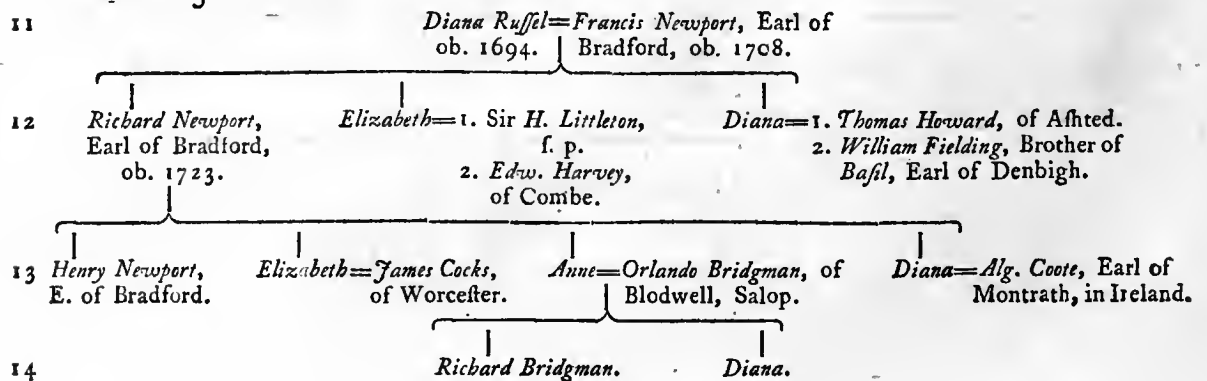 11 Diana Ruſſel=Francis Newport, Earl of
ob. 1694. Bradford, ob. 1708.
12 Richard Newport, Elizabeth=1. Sir H. Littleton, Diana=1. Thomas Howard, of Aſhted.
Earl of Bradford, ſ. p. 2. William Fielding, Brother of
ob. 1723. 2. Edw. Harvey, Baſil, Earl of Denbigh.
of Combe.
13 Henry Newport, Elizabeth=James Cocks, Anne=Orlando Bridgman, of Diana=Alg. Coote, Earl of
E. of Bradford. of Worceſter. Blodwell, Salop. Montrath, in Ireland.
14 Richard Bridgman. Diana.